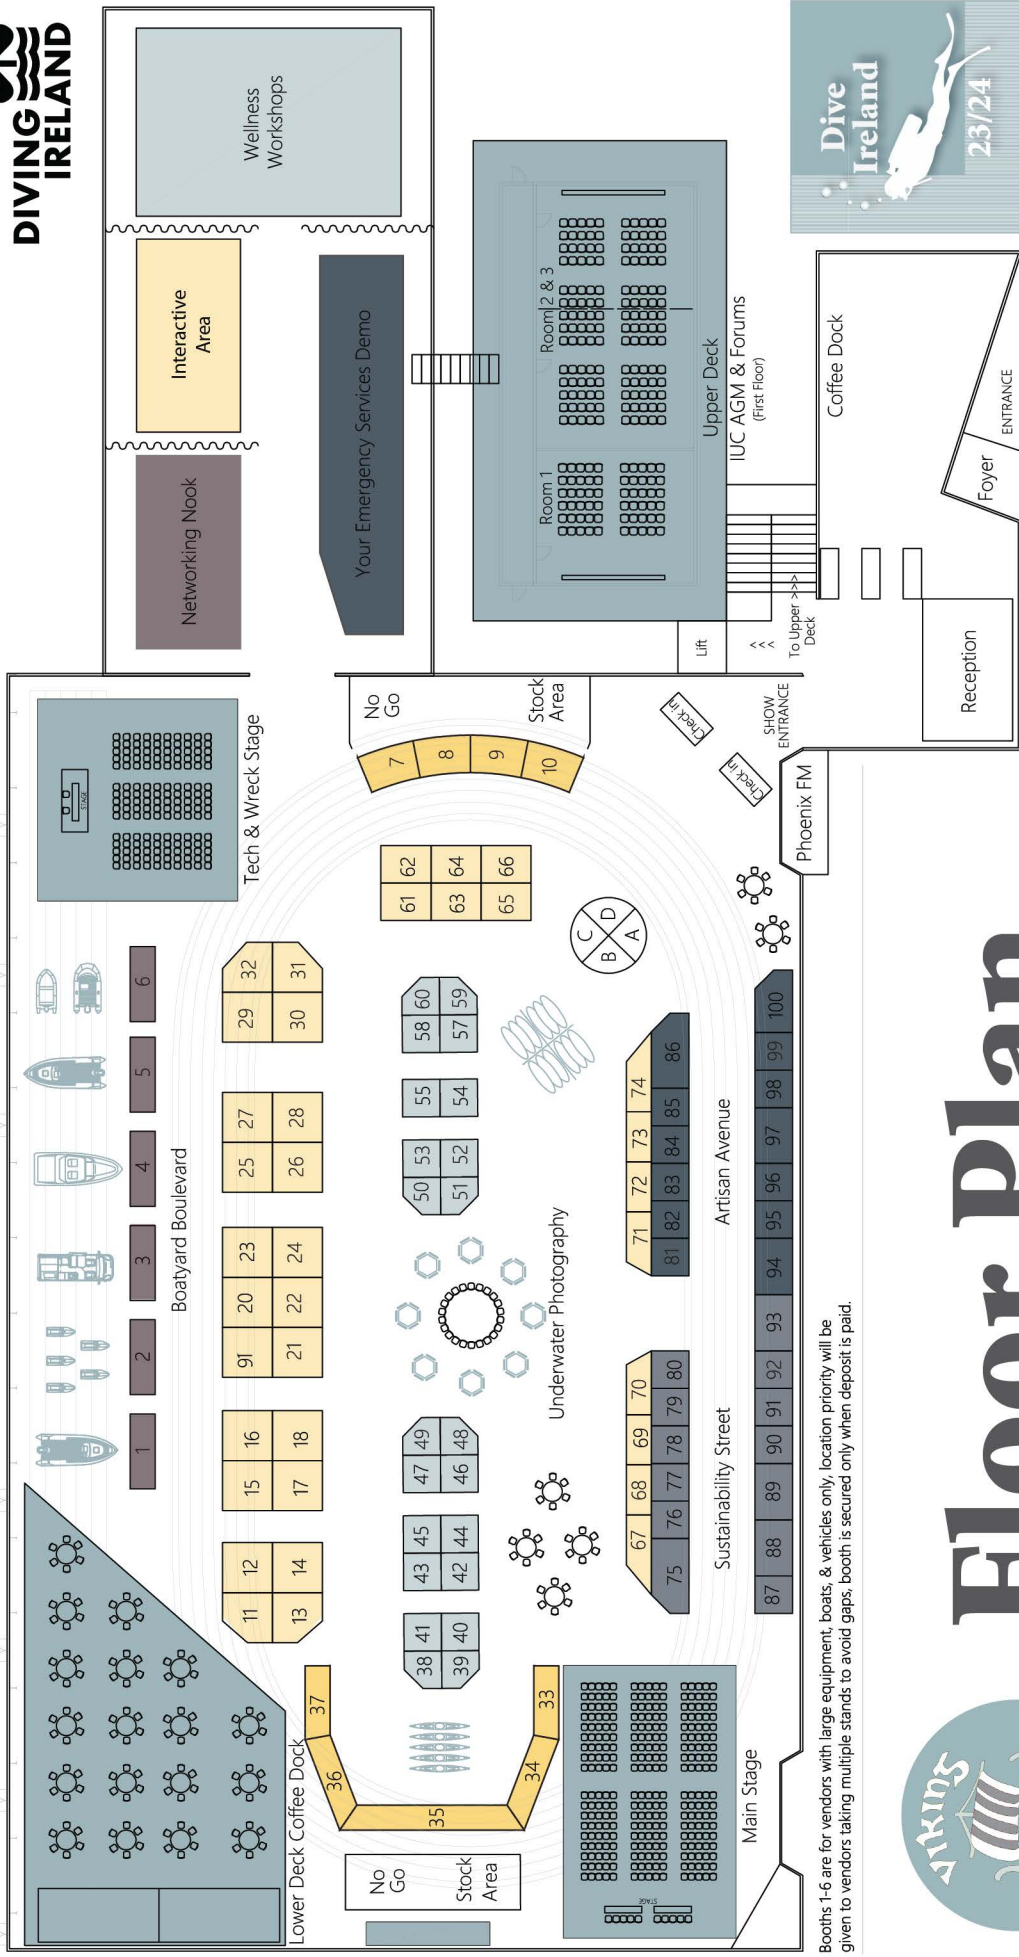 DIVING
IRELAND
Dive
Ireland
23/24
Wellness
Workshops
Interactive
Area
Networking Nook
Your Emergency Services Demo
Room 1
Room 2 & 3
Upper Deck
IUC AGM & Forums
(First Floor)
Coffee Dock
ENTRANCE
Foyer
Reception
Lift
<<<
To Upper >>>
Deck
SHOW
ENTRANCE
Check in
Check in
Phoenix FM
No
Go
Stock
Area
7
8
9
10
STAGE
Tech & Wreck Stage
62
64
66
61
63
65
C
D
B
A
1
2
3
4
5
6
Boatyard Boulevard
32
31
29
30
27
28
25
26
23
24
20
22
91
21
16
18
15
17
12
14
11
13
60
59
58
57
55
54
53
52
50
51
Underwater Photography
49
48
47
46
45
44
43
42
41
40
38
39
37
36
35
34
33
74
73
72
71
86
85
84
83
82
81
70
69
68
67
80
79
78
77
76
75
Artisan Avenue
Sustainability Street
100
99
98
97
96
95
94
93
92
91
90
89
88
87
Lower Deck Coffee Dock
No
Go
Stock
Area
STAGE
Main Stage
Booths 1-6 are for vendors with large equipment, boats, & vehicles only, location priority will be
given to vendors taking multiple stands to avoid gaps, booth is secured only when deposit is paid.
Floor Plan
VIKING